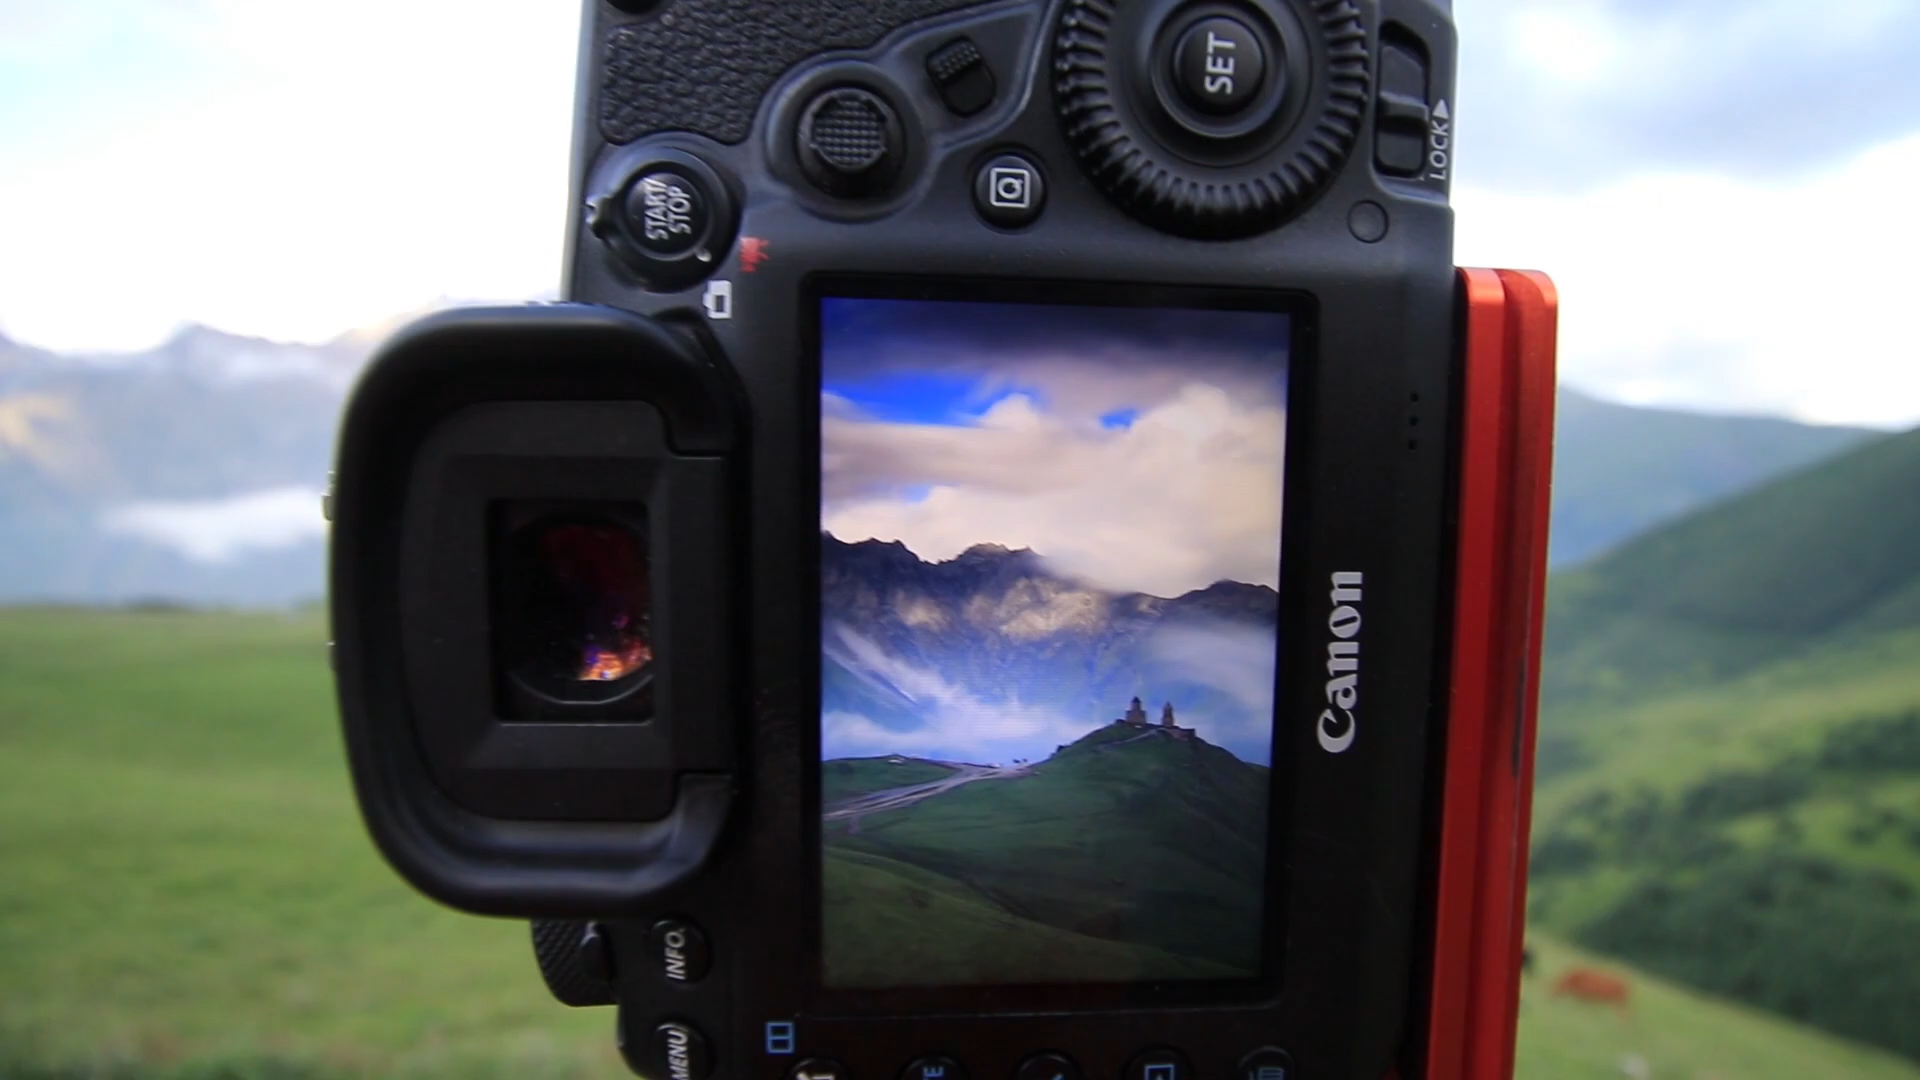 SET
LOCK
START/
STOP
Q
Canon
INFO.
MENU